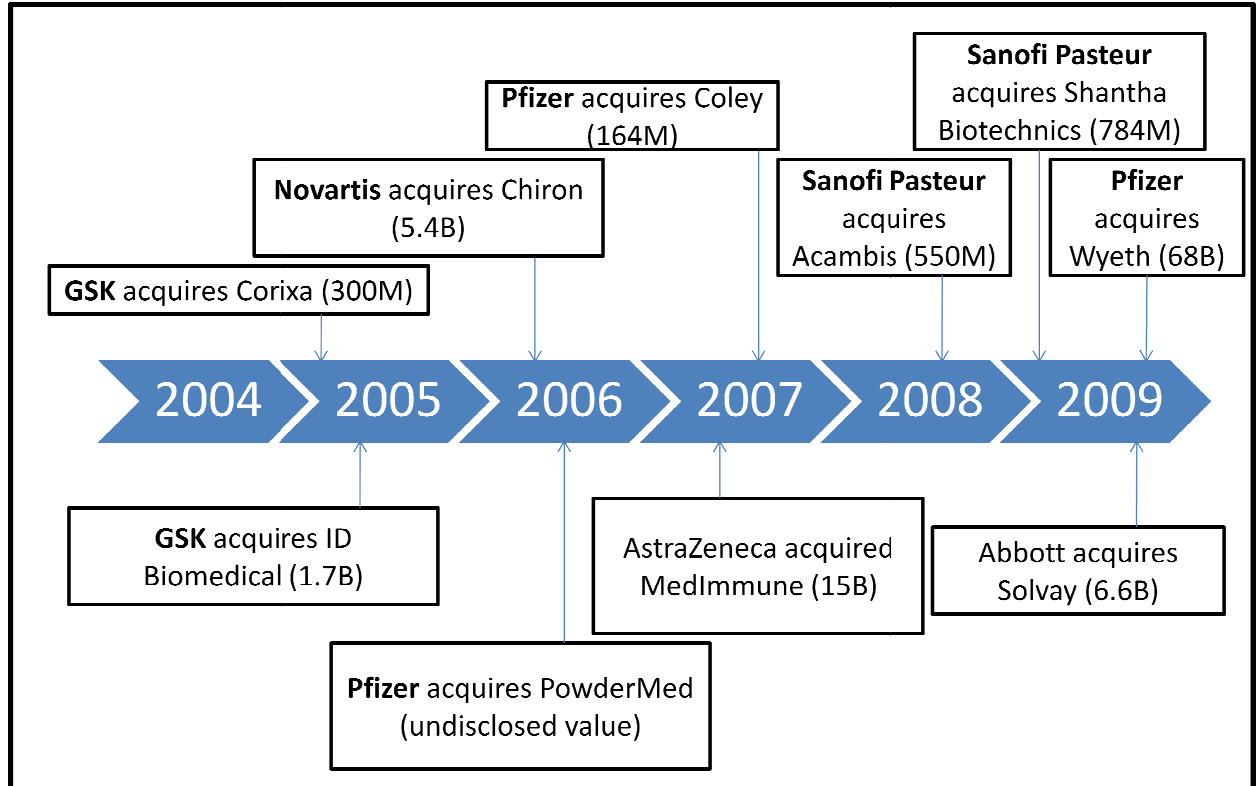 Sanofi Pasteur
acquires Shantha
Biotechnics (784M)
Pfizer acquires Coley
(164M)
Novartis acquires Chiron
(5.4B)
Sanofi Pasteur
acquires
Acambis (550M)
Pfizer
acquires
Wyeth (68B)
GSK acquires Corixa (300M)
2004
2005
2006
2007
2008
2009
GSK acquires ID
Biomedical (1.7B)
AstraZeneca acquired
MedImmune (15B)
Abbott acquires
Solvay (6.6B)
Pfizer acquires PowderMed
(undisclosed value)